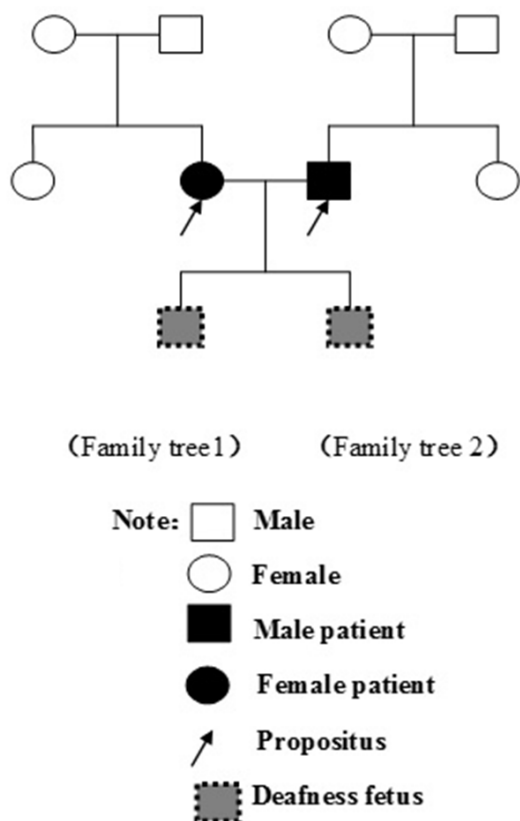 (Family tree1) (Family tree 2)
Note: Male
Female
Male patient
Female patient
Propositus
Deafness fetus